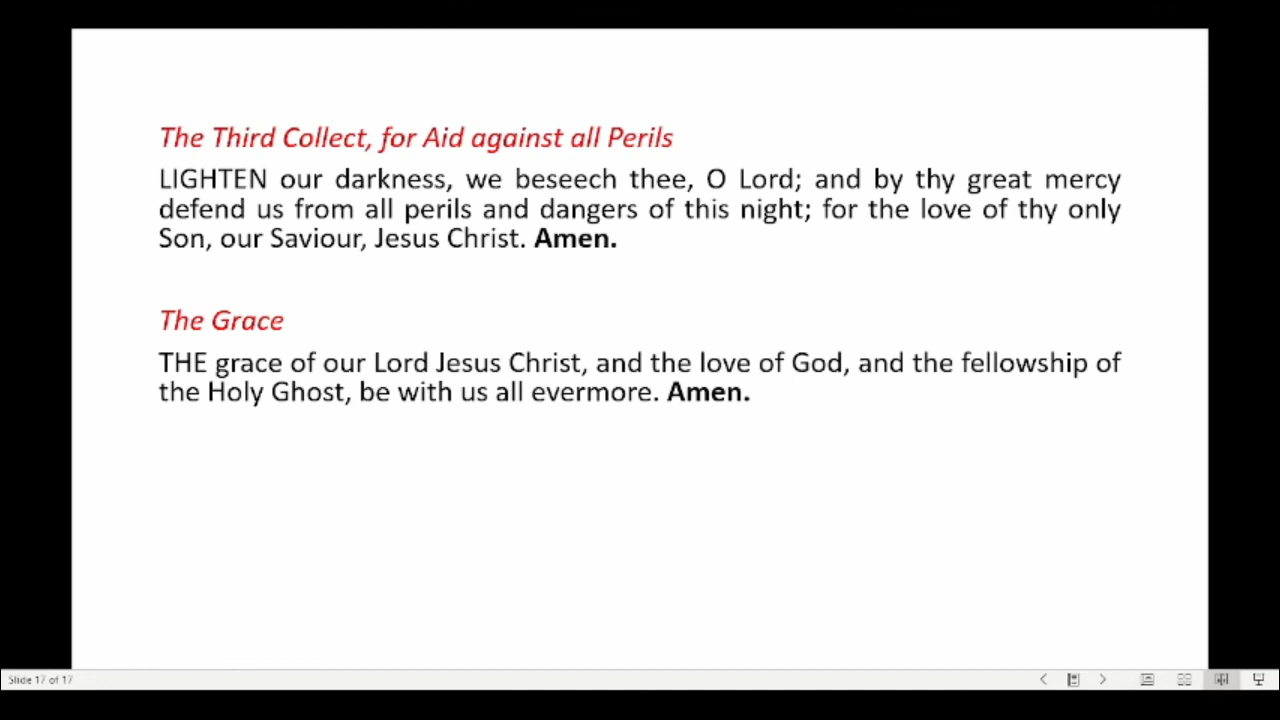 The Third Collect, for Aid against all Perils
LIGHTEN our darkness, we beseech thee, O Lord; and by thy great mercy
defend us from all perils and dangers of this night; for the love of thy only
Son, our Saviour, Jesus Christ. Amen.
The Grace
THE grace of our Lord Jesus Christ, and the love of God, and the fellowship of
the Holy Ghost, be with us all evermore. Amen.
Slide 17 of 17